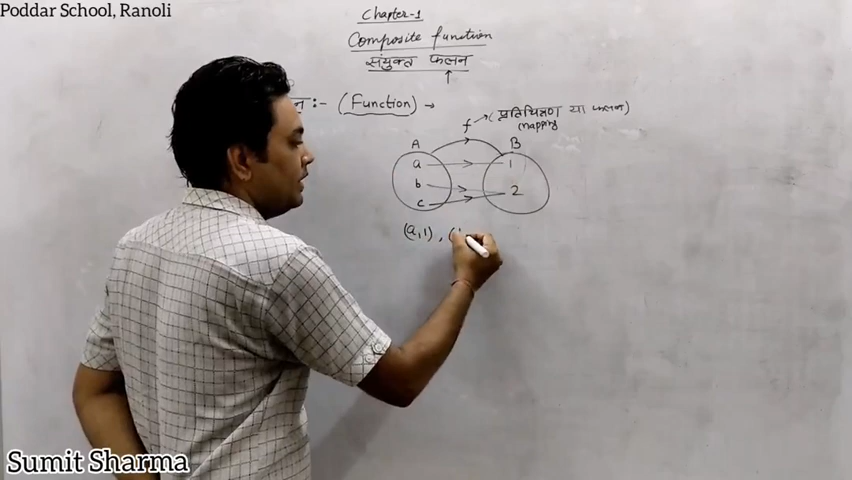 Poddar School, Ranoli
Chapter-1
Composite function
संयुक्त फलन
:- (Function) →
f → (प्रतिचित्रण या फलन)
mapping
A B
a 1
b 2
c
(a,1), (
Sumit Sharma